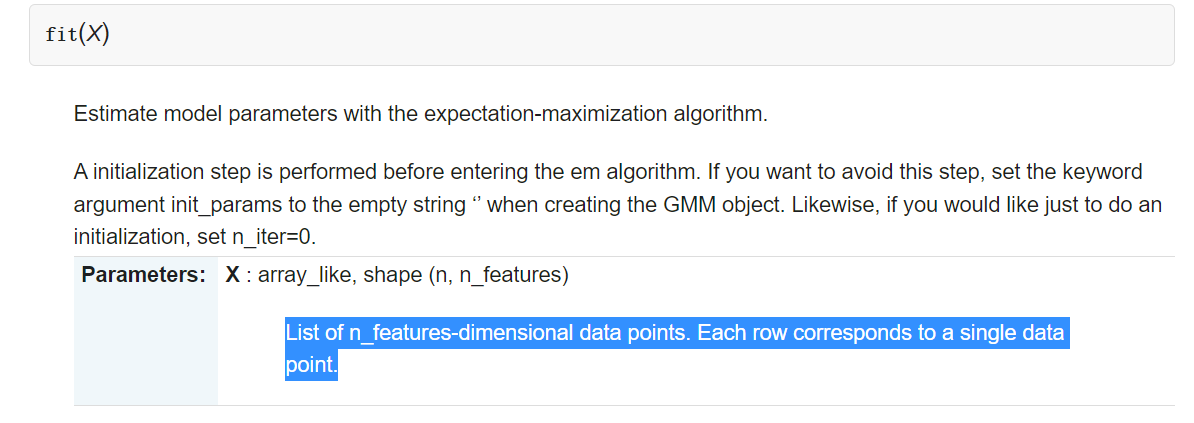 fit(X)
Estimate model parameters with the expectation-maximization algorithm.
A initialization step is performed before entering the em algorithm. If you want to avoid this step, set the keyword
argument init_params to the empty string ‘’ when creating the GMM object. Likewise, if you would like just to do an
initialization, set n_iter=0.
Parameters: X : array_like, shape (n, n_features)
List of n_features-dimensional data points. Each row corresponds to a single data
point.